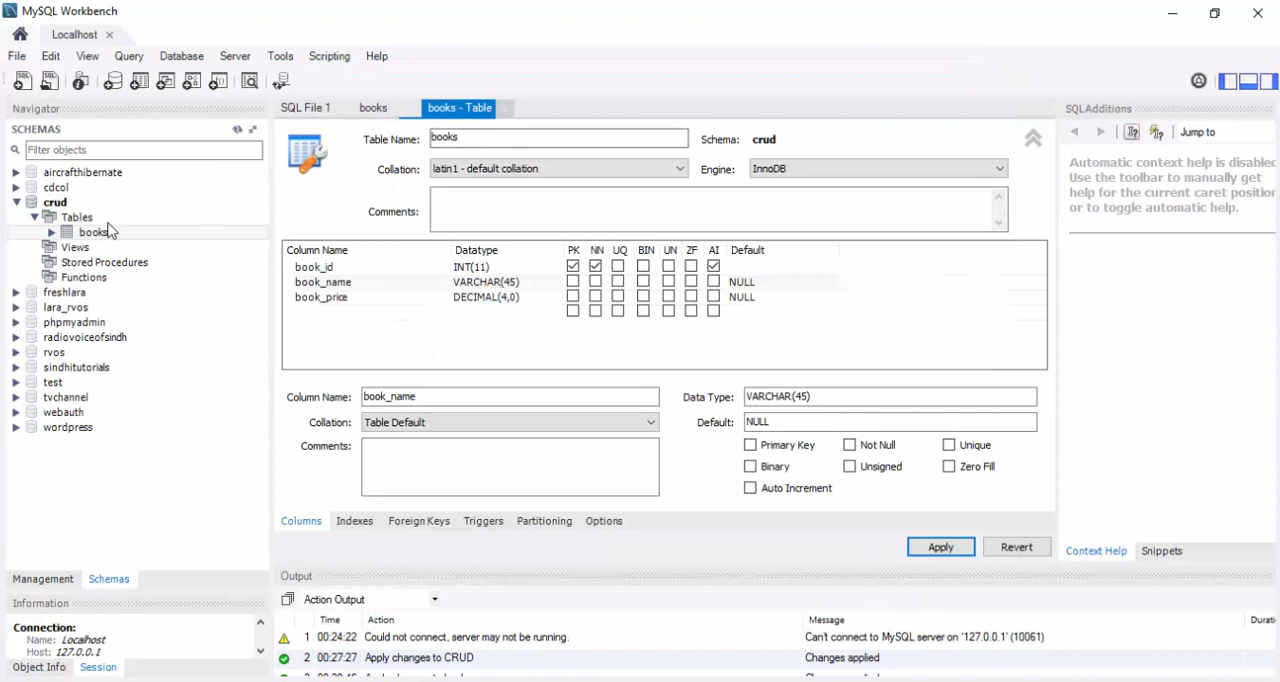 MySQL Workbench
Localhost
File Edit View Query Database Server Tools Scripting Help
Navigator
SCHEMAS
Filter objects
aircrafthibernate
cdcol
crud
Tables
books
Views
Stored Procedures
Functions
freshlara
lara_rvos
phpmyadmin
radiovoiceofsindh
rvos
sindhitutorials
test
tvchannel
webauth
wordpress
Management Schemas
Information
Connection:
Name: Localhost
Host: 127.0.0.1
Object Info Session
SQL File 1 books books - Table
Table Name: books Schema: crud
Collation: latin1 - default collation Engine: InnoDB
Comments:
Column Name Datatype PK NN UQ BIN UN ZF AI Default
book_id INT(11)
book_name VARCHAR(45) NULL
book_price DECIMAL(4,0) NULL
Column Name: book_name Data Type: VARCHAR(45)
Collation: Table Default Default: NULL
Comments: Primary Key Not Null Unique
Binary Unsigned Zero Fill
Auto Increment
Columns Indexes Foreign Keys Triggers Partitioning Options
Apply Revert
Output
Action Output
Time Action Message Durati
1 00:24:22 Could not connect, server may not be running. Can't connect to MySQL server on '127.0.0.1' (10061)
2 00:27:27 Apply changes to CRUD Changes applied
SQLAdditions
Jump to
Automatic context help is disabled
Use the toolbar to manually get
help for the current caret position
or to toggle automatic help.
Context Help Snippets